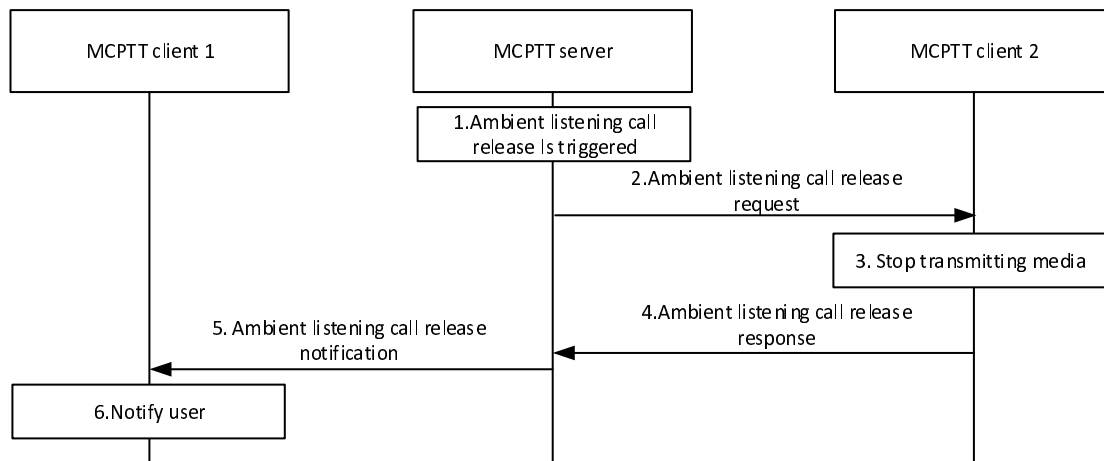 MCPTT client 1
MCPTT server
MCPTT client 2
1.Ambient listening call
release Is triggered
2.Ambient listening call release
request
3. Stop transmitting media
4.Ambient listening call release
response
5. Ambient listening call release
notification
6.Notify user